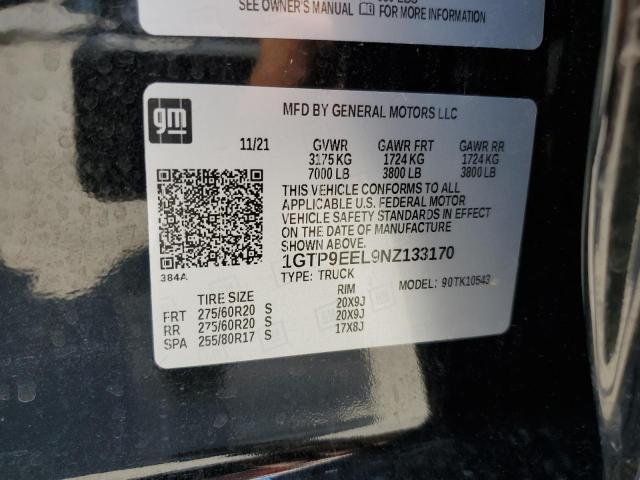 SEE OWNER'S MANUAL FOR MORE INFORMATION
gm
MFD BY GENERAL MOTORS LLC
11/21 GVWR GAWR FRT GAWR RR
3175 KG 1724 KG 1724 KG
7000 LB 3800 LB 3800 LB
THIS VEHICLE CONFORMS TO ALL
APPLICABLE U.S. FEDERAL MOTOR
VEHICLE SAFETY STANDARDS IN EFFECT
ON THE DATE OF MANUFACTURE
SHOWN ABOVE.
1GTP9EEL9NZ133170
384A TYPE: TRUCK MODEL: 90TK10543
TIRE SIZE RIM
FRT 275/60R20 S 20X9J
RR 275/60R20 S 20X9J
SPA 255/80R17 S 17X8J